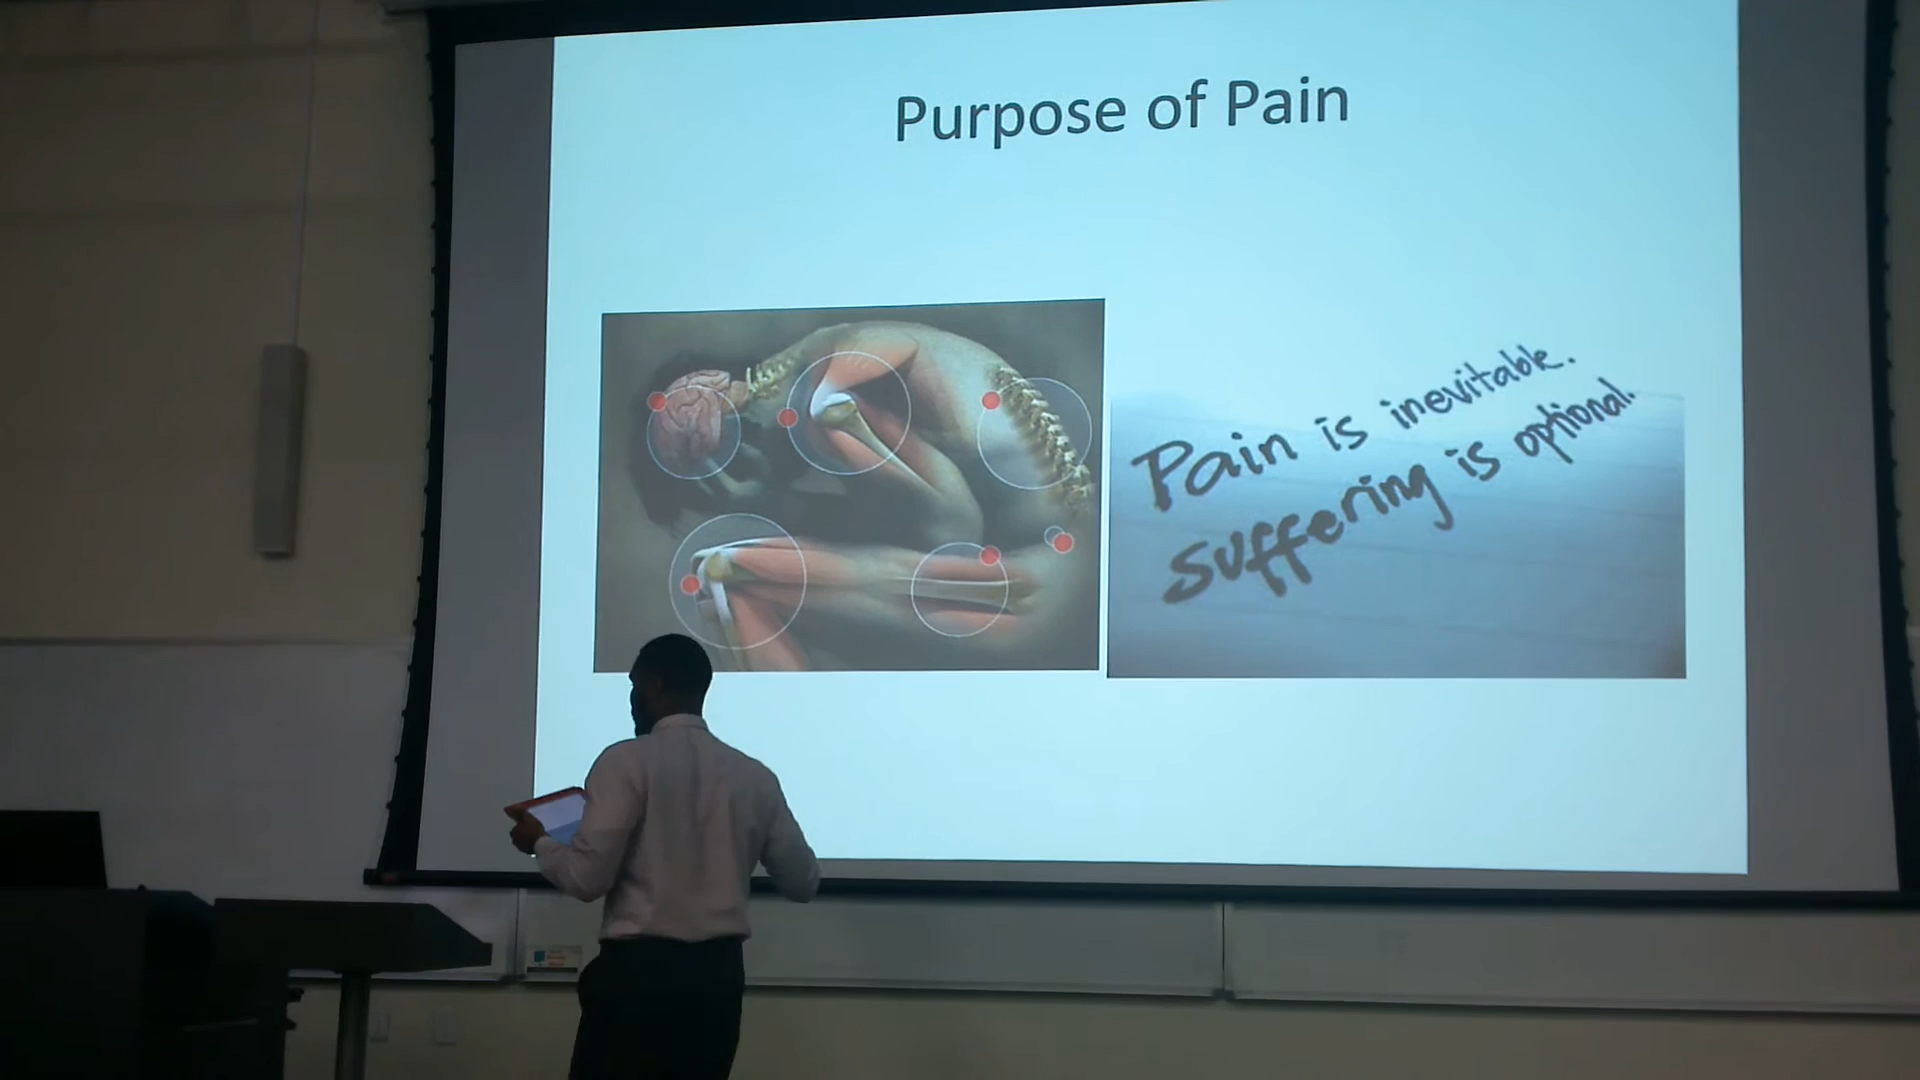 Purpose of Pain
Pain is inevitable.
suffering is optional.